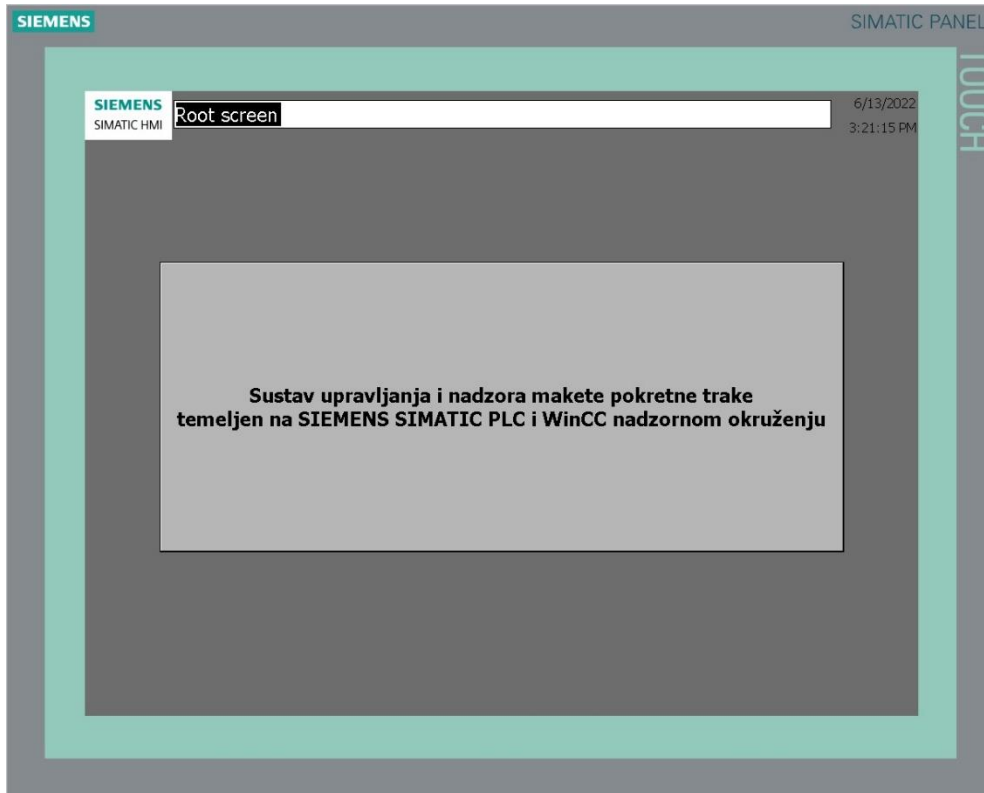 SIEMENS
SIMATIC PANEL
TOUCH
SIEMENS
SIMATIC HMI
Root screen
6/13/2022
3:21:15 PM
Sustav upravljanja i nadzora makete pokretne trake
temeljen na SIEMENS SIMATIC PLC i WinCC nadzornom okruženju